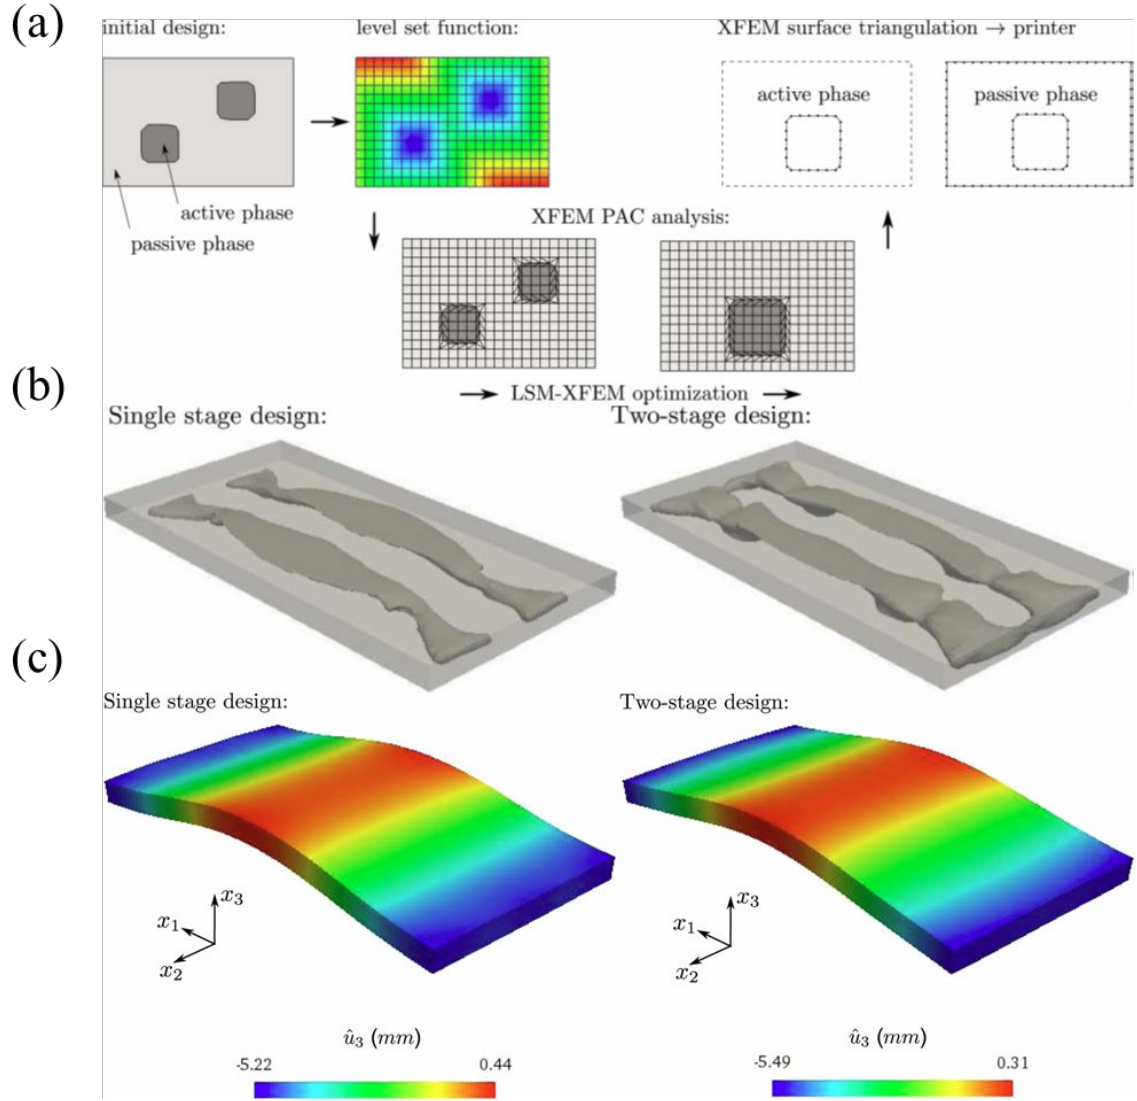 (a)
initial design:
level set function:
XFEM surface triangulation → printer
active phase
passive phase
active phase
passive phase
XFEM PAC analysis:
→ LSM-XFEM optimization →
(b)
Single stage design:
Two-stage design:
(c)
Single stage design:
Two-stage design:
x₃
x₁
x₂
x₃
x₁
x₂
û₃ (mm)
-5.22
0.44
û₃ (mm)
-5.49
0.31